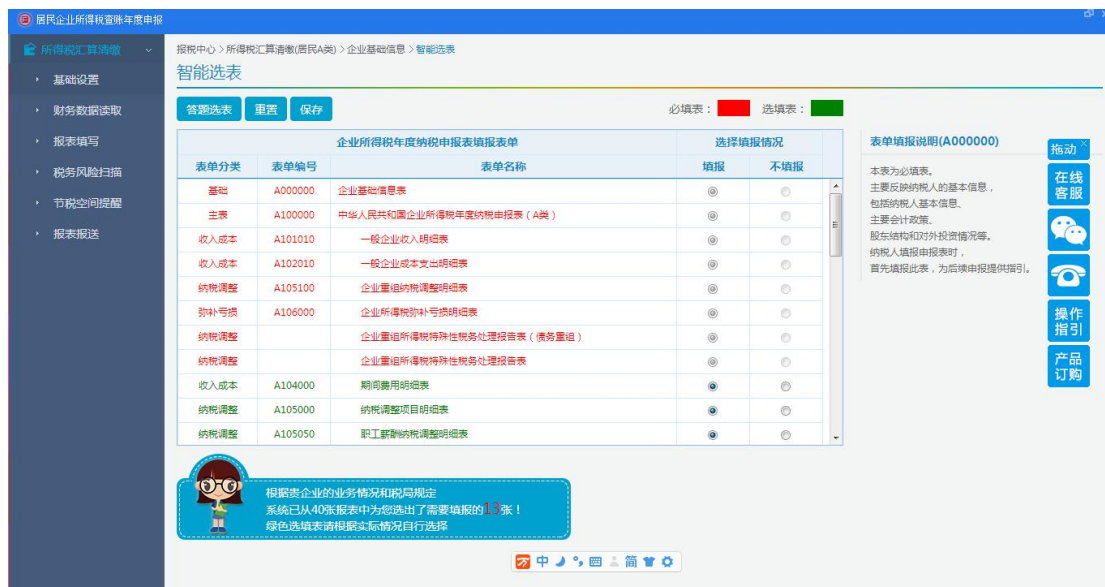 居民企业所得税查账年度申报
所得税汇算清缴
基础设置
财务数据读取
报表填写
税务风险扫描
节税空间提醒
报表报送
报税中心 > 所得税汇算清缴(居民A类) > 企业基础信息 > 智能选表
智能选表
答题选表 重置 保存 必填表： 选填表：
企业所得税年度纳税申报表填报表单 选择填报情况
表单分类 表单编号 表单名称 填报 不填报
基础 A000000 企业基础信息表
主表 A100000 中华人民共和国企业所得税年度纳税申报表（A类）
收入成本 A101010 一般企业收入明细表
收入成本 A102010 一般企业成本支出明细表
纳税调整 A105100 企业重组纳税调整明细表
弥补亏损 A106000 企业所得税弥补亏损明细表
纳税调整 企业重组所得税特殊性税务处理报告表（债务重组）
纳税调整 企业重组所得税特殊性税务处理报告表
收入成本 A104000 期间费用明细表
纳税调整 A105000 纳税调整项目明细表
纳税调整 A105050 职工薪酬纳税调整明细表
表单填报说明(A000000)
本表为必填表。
主要反映纳税人的基本信息，
包括纳税人基本信息、
主要会计政策、
股东结构和对外投资情况等。
纳税人填报申报表时，
首先填报此表，为后续申报提供指引。
拖动 ×
在线
客服
操作
指引
产品
订购
根据贵企业的业务情况和税局规定
系统已从40张报表中为您选出了需要填报的13张！
绿色选填表请根据实际情况自行选择
万 中 简